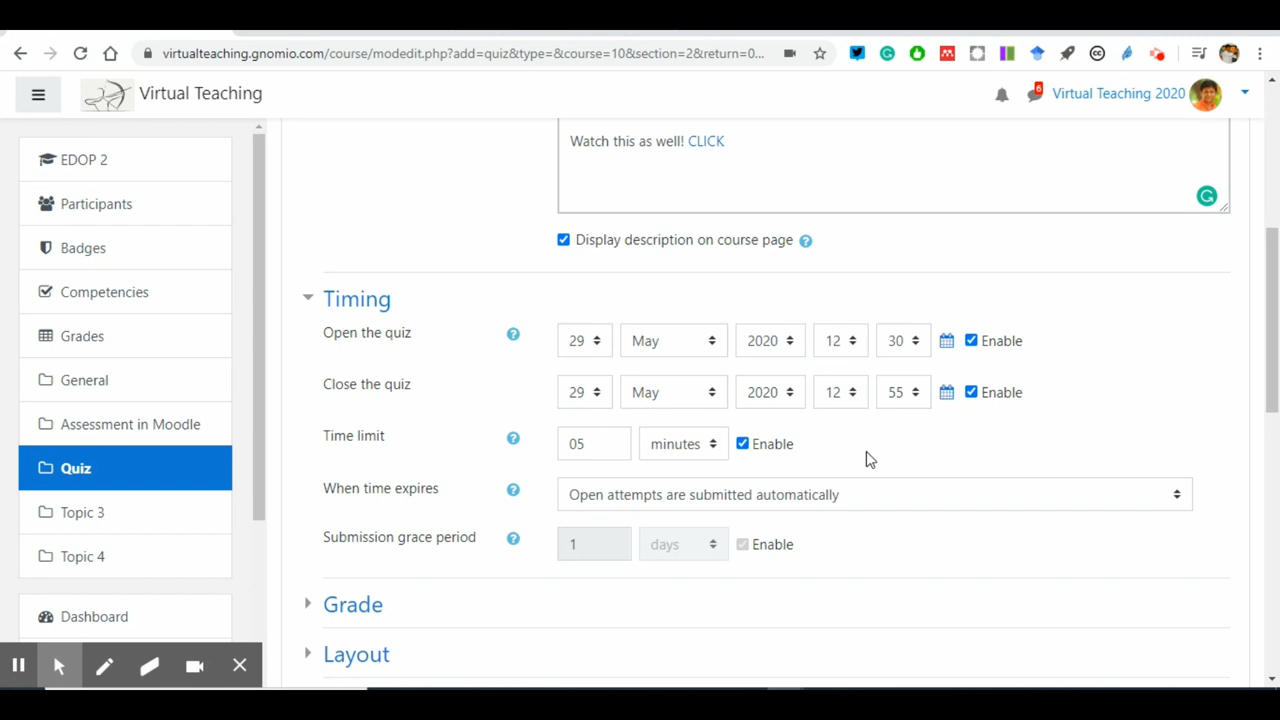 virtualteaching.gnomio.com/course/modedit.php?add=quiz&type=&course=10&section=2&return=0...
Virtual Teaching
6
Virtual Teaching 2020
EDOP 2
Participants
Badges
Competencies
Grades
General
Assessment in Moodle
Quiz
Topic 3
Topic 4
Dashboard
Watch this as well! CLICK
Display description on course page
Timing
Open the quiz 29 May 2020 12 30 Enable
Close the quiz 29 May 2020 12 55 Enable
Time limit 05 minutes Enable
When time expires Open attempts are submitted automatically
Submission grace period 1 days Enable
Grade
Layout